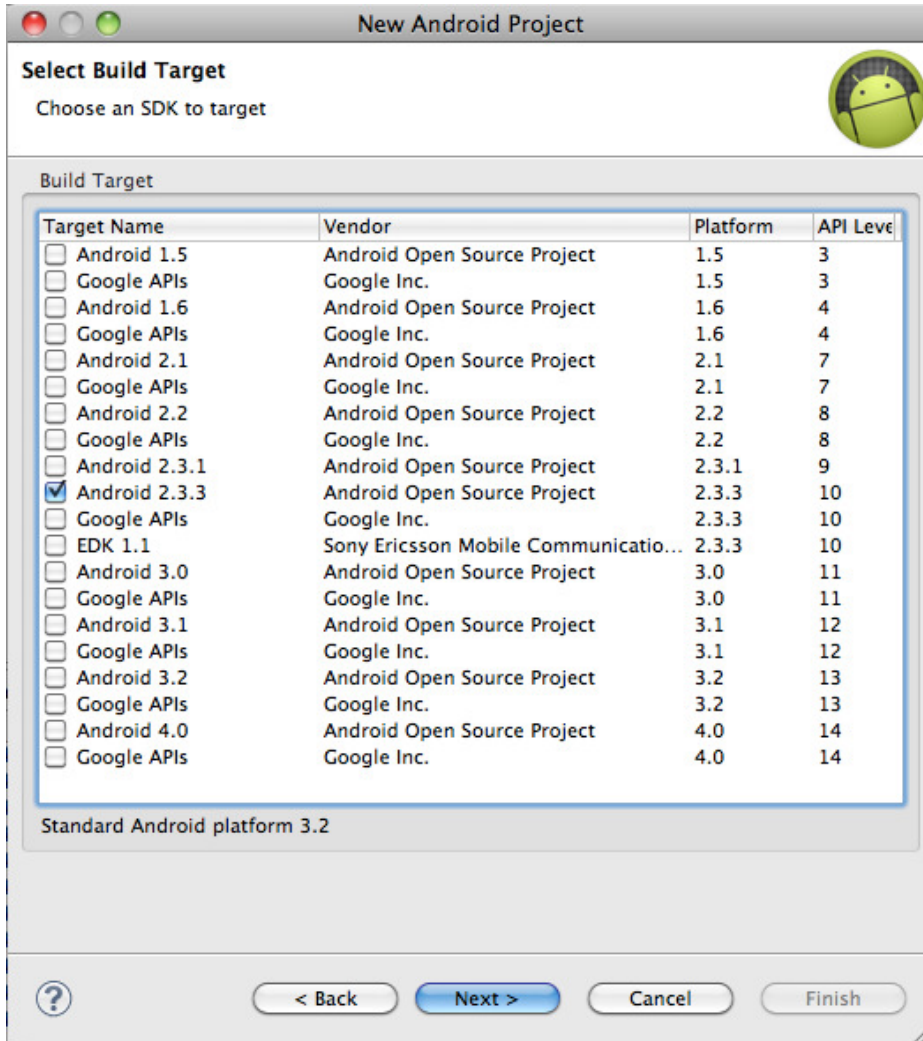 New Android Project
Select Build Target
Choose an SDK to target
Build Target
Target Name Vendor Platform API Leve
Android 1.5 Android Open Source Project 1.5 3
Google APIs Google Inc. 1.5 3
Android 1.6 Android Open Source Project 1.6 4
Google APIs Google Inc. 1.6 4
Android 2.1 Android Open Source Project 2.1 7
Google APIs Google Inc. 2.1 7
Android 2.2 Android Open Source Project 2.2 8
Google APIs Google Inc. 2.2 8
Android 2.3.1 Android Open Source Project 2.3.1 9
Android 2.3.3 Android Open Source Project 2.3.3 10
Google APIs Google Inc. 2.3.3 10
EDK 1.1 Sony Ericsson Mobile Communicatio... 2.3.3 10
Android 3.0 Android Open Source Project 3.0 11
Google APIs Google Inc. 3.0 11
Android 3.1 Android Open Source Project 3.1 12
Google APIs Google Inc. 3.1 12
Android 3.2 Android Open Source Project 3.2 13
Google APIs Google Inc. 3.2 13
Android 4.0 Android Open Source Project 4.0 14
Google APIs Google Inc. 4.0 14
Standard Android platform 3.2
? < Back Next > Cancel Finish